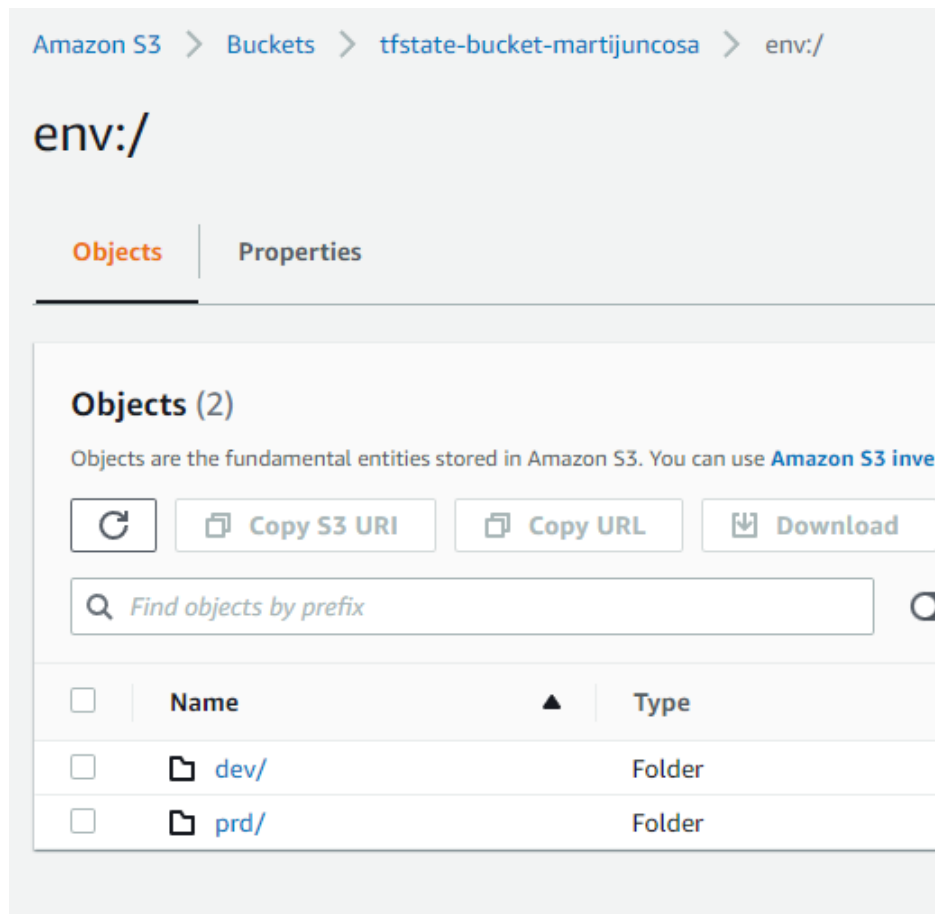 Amazon S3 > Buckets > tfstate-bucket-martijuncosa > env:/
env:/
Objects Properties
Objects (2)
Objects are the fundamental entities stored in Amazon S3. You can use Amazon S3 inve
Copy S3 URI Copy URL Download
Find objects by prefix
Name Type
dev/ Folder
prd/ Folder